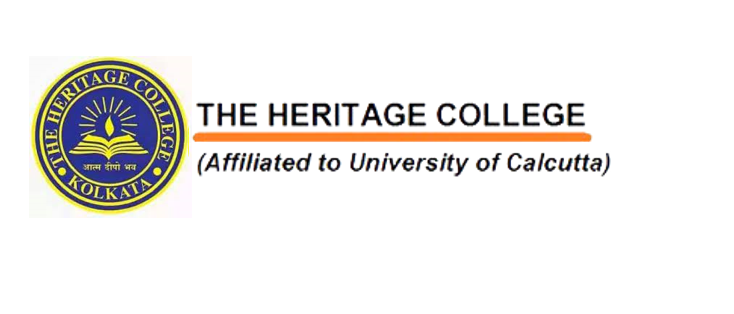 THE HERITAGE COLLEGE
आत्म दीपो भव
KOLKATA
THE HERITAGE COLLEGE
(Affiliated to University of Calcutta)